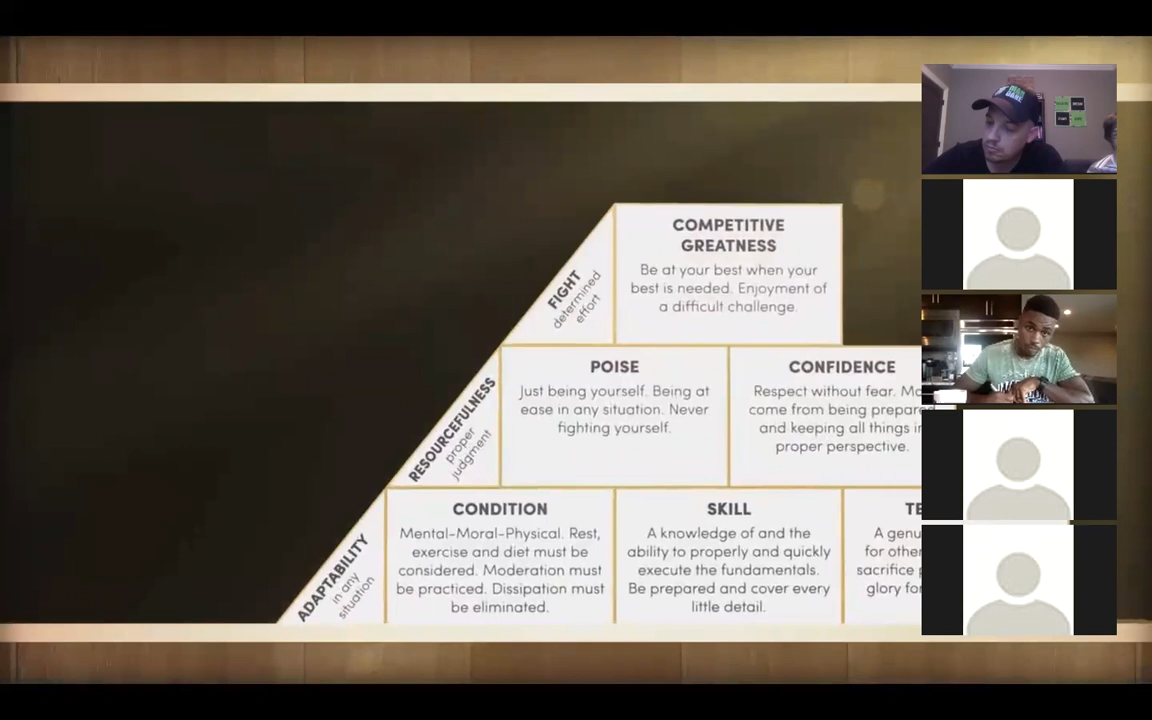 COMPETITIVE
GREATNESS
Be at your best when your
best is needed. Enjoyment of
a difficult challenge.
FIGHT
determined
effort
POISE
Just being yourself. Being at
ease in any situation. Never
fighting yourself.
CONFIDENCE
Respect without fear.
come from being prepared
and keeping all things in
proper perspective.
RESOURCEFULNESS
proper
judgment
CONDITION
Mental-Moral-Physical. Rest,
exercise and diet must be
considered. Moderation must
be practiced. Dissipation must
be eliminated.
SKILL
A knowledge of and the
ability to properly and quickly
execute the fundamentals.
Be prepared and cover every
little detail.
A
for
sacrifice
glory
ADAPTABILITY
in any
situation